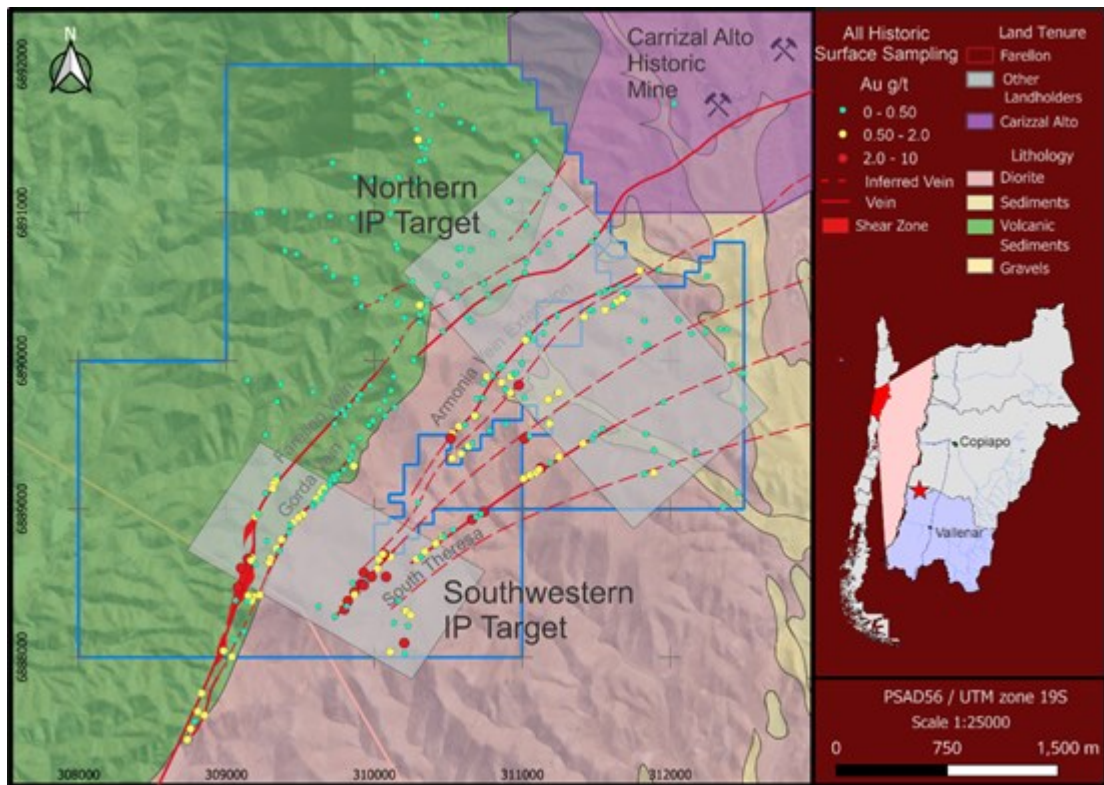 N
6892000
6891000
6890000
6889000
6888000
308000
309000
310000
311000
312000
Carrizal Alto
Historic
Mine
Northern
IP Target
Armonia Vein Extension
Farellon Vein
Gorda Vein
South Theresa
Southwestern
IP Target
All Historic
Surface Sampling
Au g/t
0 - 0.50
0.50 - 2.0
2.0 - 10
Inferred Vein
Vein
Shear Zone
Land Tenure
Farellon
Other
Landholders
Carizzal Alto
Lithology
Diorite
Sediments
Volcanic
Sediments
Gravels
Copiapo
Vallenar
PSAD56 / UTM zone 19S
Scale 1:25000
0 750 1,500 m